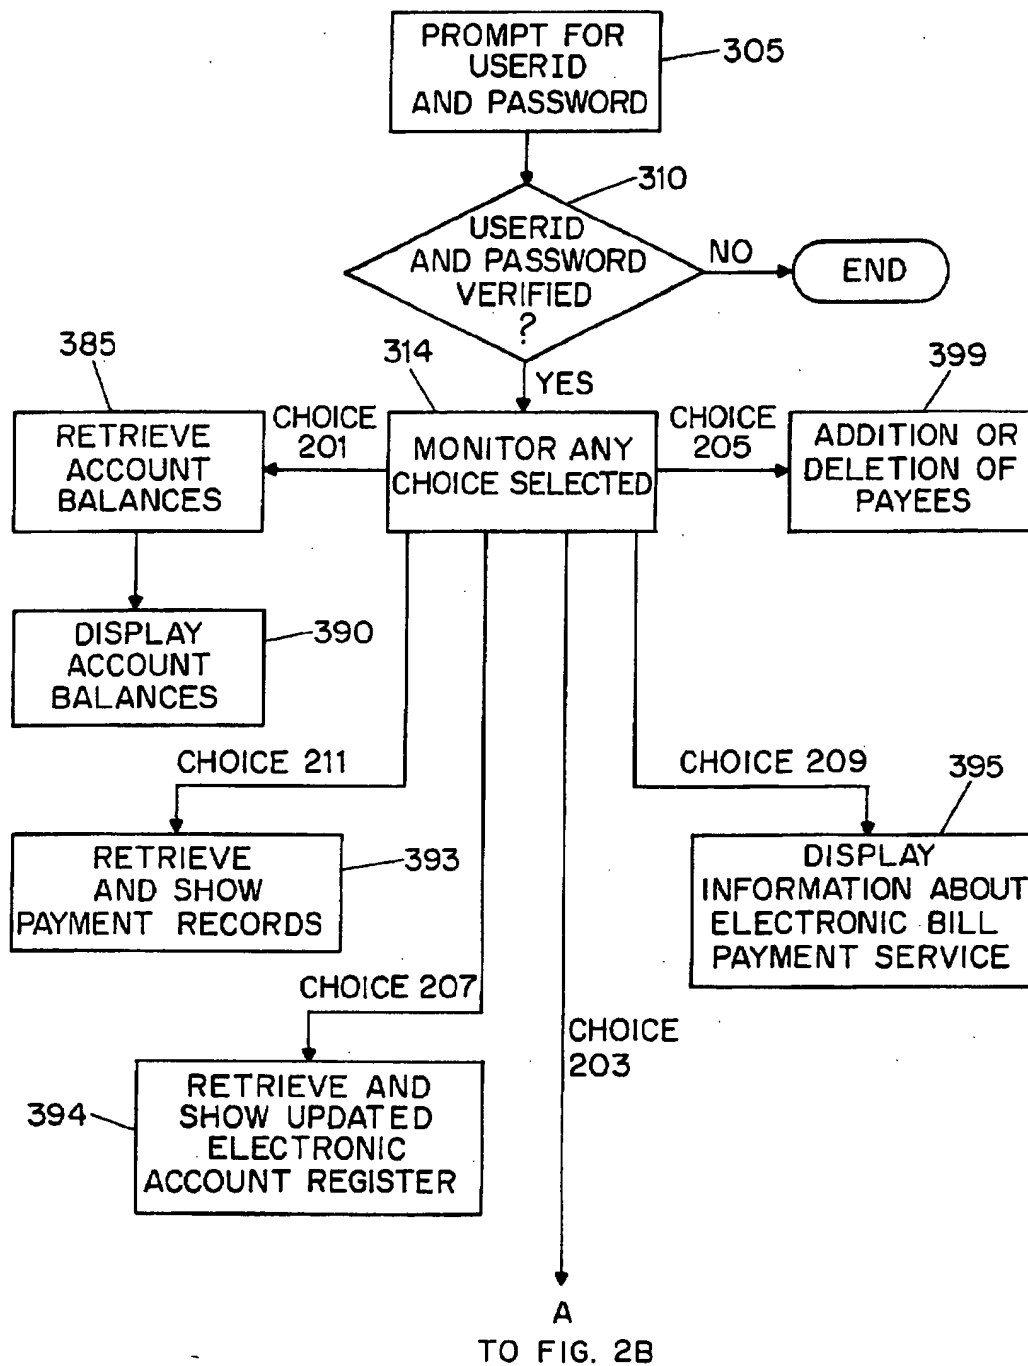 PROMPT FOR
USERID
AND PASSWORD
305
310
USERID
AND PASSWORD
VERIFIED
?
NO
END
YES
385
314
399
RETRIEVE
ACCOUNT
BALANCES
CHOICE
201
MONITOR ANY
CHOICE SELECTED
CHOICE
205
ADDITION OR
DELETION OF
PAYEES
DISPLAY
ACCOUNT
BALANCES
390
CHOICE 211
CHOICE 209
395
RETRIEVE
AND SHOW
PAYMENT RECORDS
393
DISPLAY
INFORMATION ABOUT
ELECTRONIC BILL
PAYMENT SERVICE
CHOICE 207
CHOICE
203
394
RETRIEVE AND
SHOW UPDATED
ELECTRONIC
ACCOUNT REGISTER
A
TO FIG. 2B